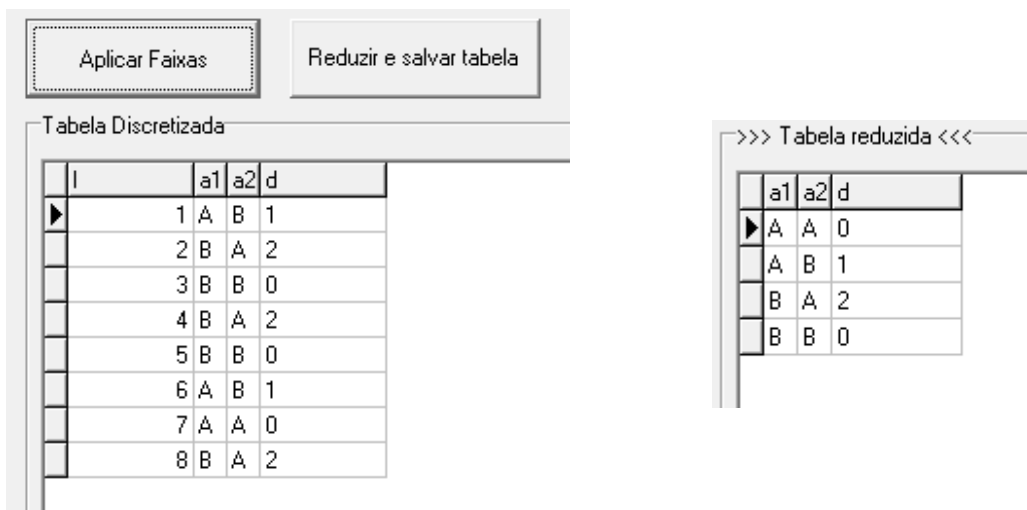 Aplicar Faixas
Reduzir e salvar tabela
Tabela Discretizada
l a1 a2 d
1 A B 1
2 B A 2
3 B B 0
4 B A 2
5 B B 0
6 A B 1
7 A A 0
8 B A 2
>>> Tabela reduzida <<<
a1 a2 d
A A 0
A B 1
B A 2
B B 0